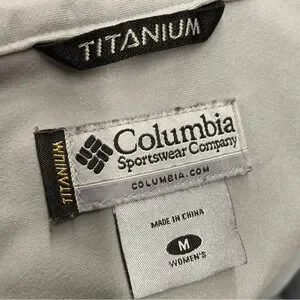 TITANIUM
TITANIUM
Columbia
Sportswear Company
COLUMBIA.COM
MADE IN CHINA
M
WOMEN'S